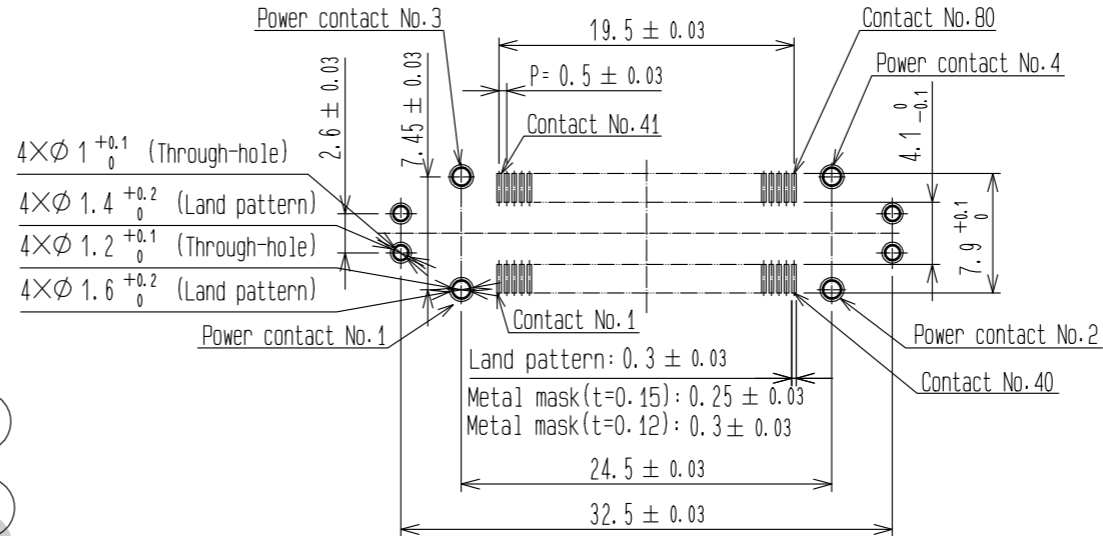 Power contact No.3
Contact No.80
19.5 ± 0.03
Power contact No.4
P= 0.5 ± 0.03
2.6 ± 0.03
7.45 ± 0.03
4.1 0 -0.1
Contact No.41
4×Ø 1 +0.1 0 (Through-hole)
4×Ø 1.4 +0.2 0 (Land pattern)
4×Ø 1.2 +0.1 0 (Through-hole)
7.9 +0.1 0
4×Ø 1.6 +0.2 0 (Land pattern)
Contact No.1
Power contact No.1
Power contact No.2
Land pattern: 0.3 ± 0.03
Contact No.40
Metal mask(t=0.15): 0.25 ± 0.03
Metal mask(t=0.12): 0.3± 0.03
24.5 ± 0.03
32.5 ± 0.03